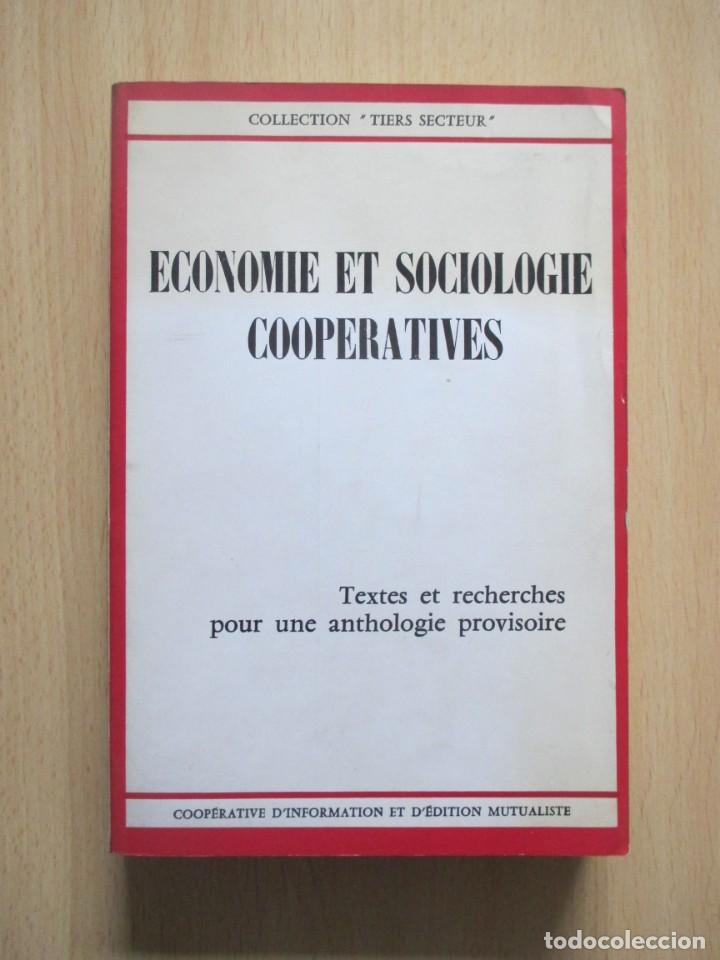 COLLECTION "TIERS SECTEUR"
ECONOMIE ET SOCIOLOGIE
COOPERATIVES
Textes et recherches
pour une anthologie provisoire
COOPÉRATIVE D'INFORMATION ET D'ÉDITION MUTUALISTE
todocoleccion